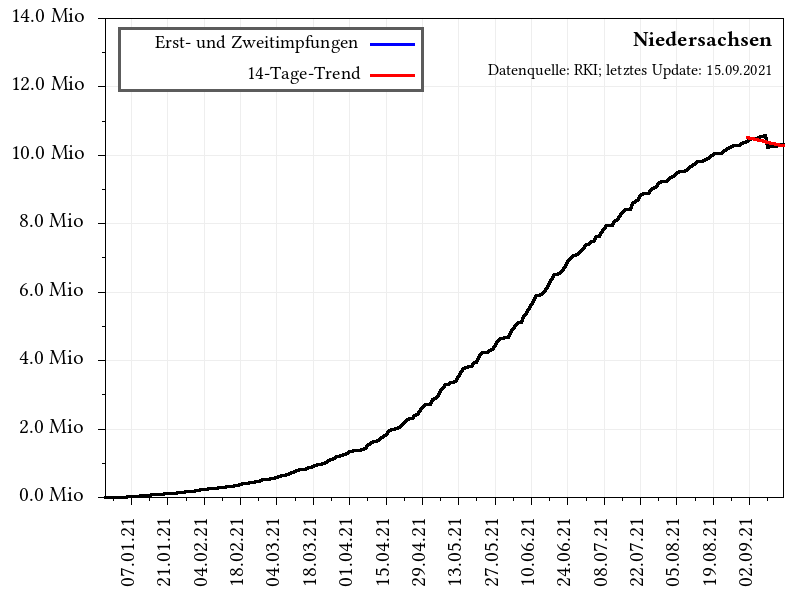 14.0 Mio
Erst- und Zweitimpfungen
14-Tage-Trend
Niedersachsen
Datenquelle: RKI; letztes Update: 15.09.2021
12.0 Mio
10.0 Mio
8.0 Mio
6.0 Mio
4.0 Mio
2.0 Mio
0.0 Mio
07.01.21
21.01.21
04.02.21
18.02.21
04.03.21
18.03.21
01.04.21
15.04.21
29.04.21
13.05.21
27.05.21
10.06.21
24.06.21
08.07.21
22.07.21
05.08.21
19.08.21
02.09.21